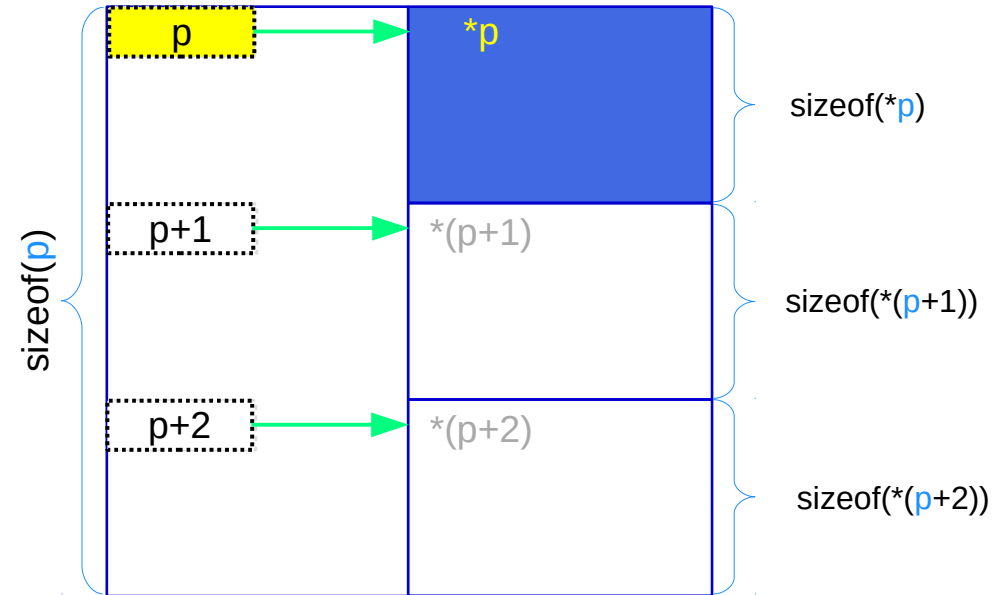 p
*p
sizeof(*p)
sizeof(p)
p+1
*(p+1)
sizeof(*(p+1))
p+2
*(p+2)
sizeof(*(p+2))